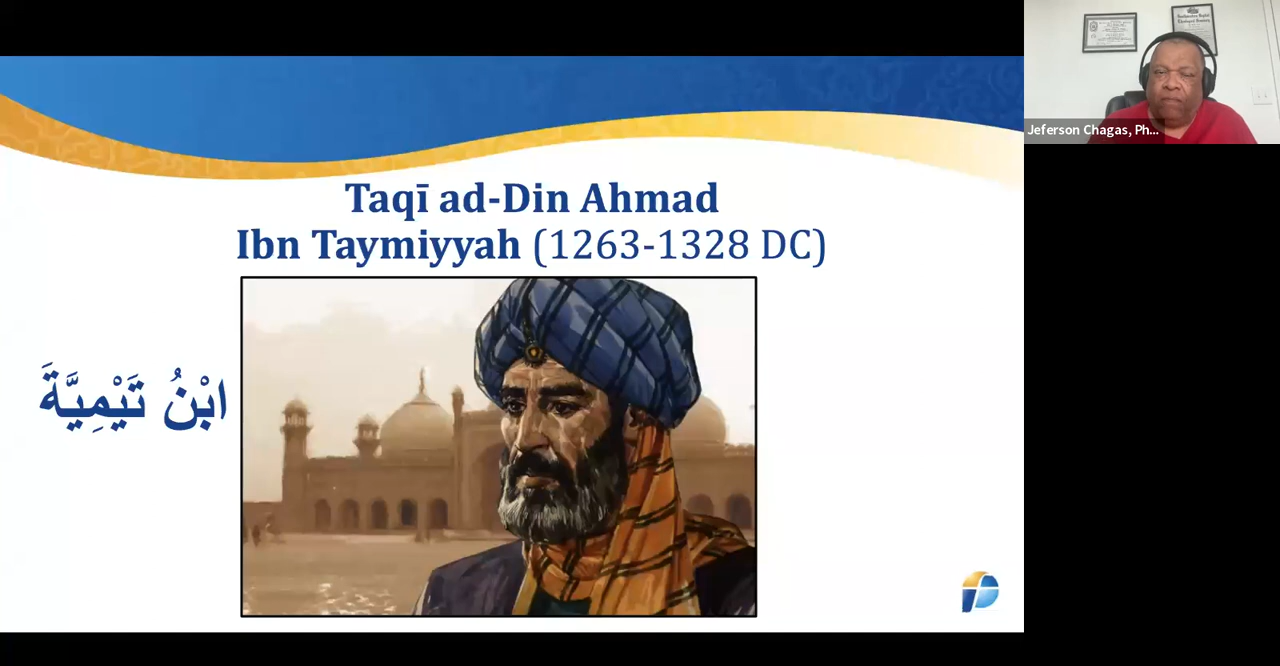 Taqī ad-Din Ahmad
Ibn Taymiyyah (1263-1328 DC)
ابْنُ تَيْمِيَّةَ
Jeferson Chagas, Ph...